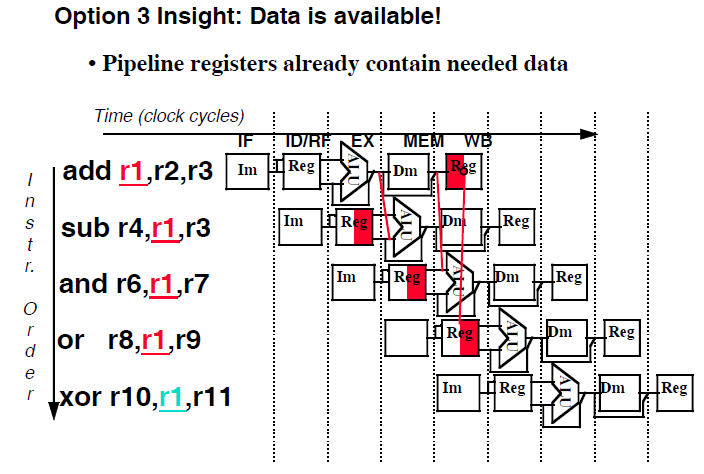 Option 3 Insight: Data is available!
• Pipeline registers already contain needed data
Time (clock cycles)
IF ID/RF EX MEM WB
Instr. Order
add r1,r2,r3 Im Reg ALU Dm Reg
sub r4,r1,r3 Im Reg ALU Dm Reg
and r6,r1,r7 Im Reg ALU Dm Reg
or r8,r1,r9 Reg ALU Dm Reg
xor r10,r1,r11 Im Reg ALU Dm Reg